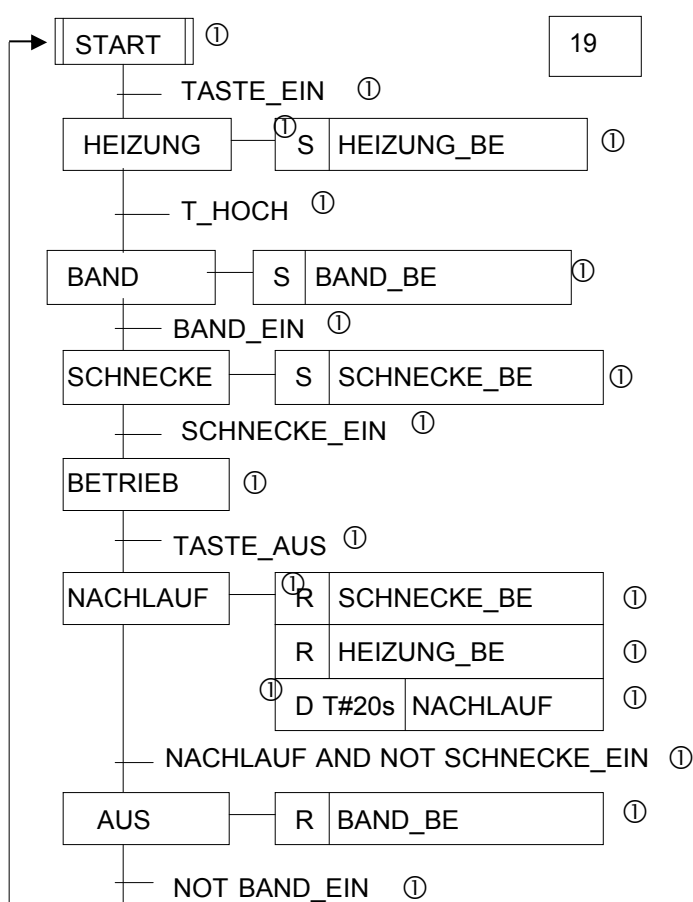 START ①
19
TASTE_EIN ①
HEIZUNG ① S HEIZUNG_BE ①
T_HOCH ①
BAND S BAND_BE ①
BAND_EIN ①
SCHNECKE S SCHNECKE_BE ①
SCHNECKE_EIN ①
BETRIEB ①
TASTE_AUS ①
NACHLAUF ① R SCHNECKE_BE ①
R HEIZUNG_BE ①
① D T#20s NACHLAUF ①
NACHLAUF AND NOT SCHNECKE_EIN ①
AUS R BAND_BE ①
NOT BAND_EIN ①